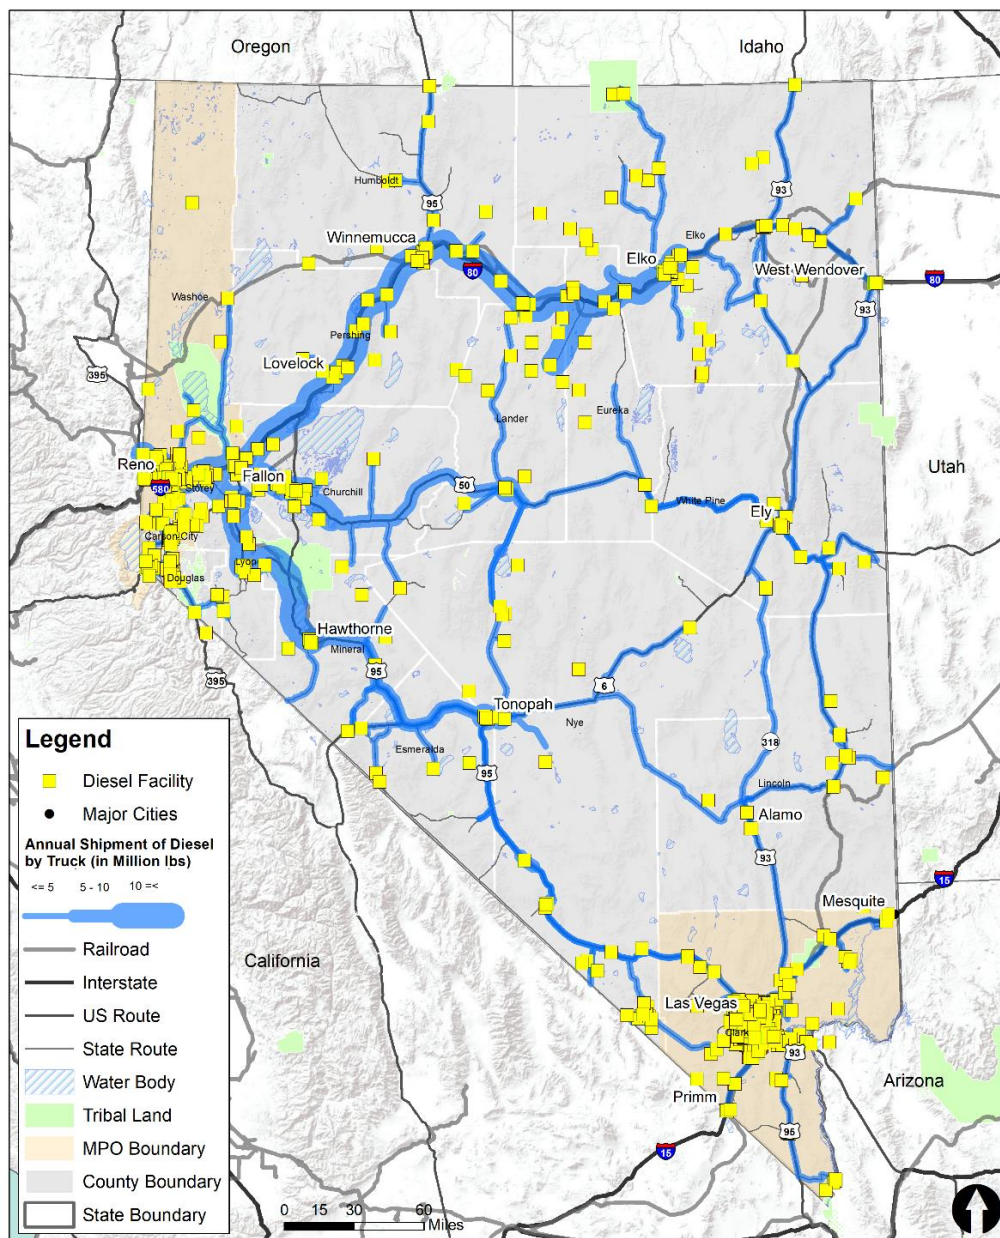 Oregon
Idaho
Humboldt
95
93
Winnemucca
Elko
Elko
80
West Wendover
80
Washoe
93
Pershing
395
Lovelock
Lander
Eureka
Reno
Fallon
Utah
580
Storey
Churchill
50
White Pine
Ely
Carson City
Lyon
Douglas
Hawthorne
Mineral
95
395
6
Tonopah
Nye
Esmeralda
318
95
Lincoln
Alamo
93
15
Mesquite
California
Las Vegas
Clark
93
Arizona
Primm
95
15
Legend
Diesel Facility
Major Cities
Annual Shipment of Diesel
by Truck (in Million lbs)
<= 5 5 - 10 10 =<
Railroad
Interstate
US Route
State Route
Water Body
Tribal Land
MPO Boundary
County Boundary
State Boundary
0 15 30 60
Miles